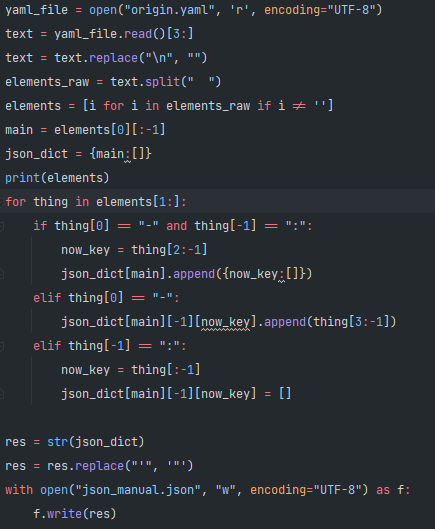 yaml_file = open("origin.yaml", 'r', encoding="UTF-8")
text = yaml_file.read()[3:]
text = text.replace("\n", "")
elements_raw = text.split("  ")
elements = [i for i in elements_raw if i != '']
main = elements[0][:-1]
json_dict = {main:[]}
print(elements)
for thing in elements[1:]:
    if thing[0] == "-" and thing[-1] == ":":
        now_key = thing[2:-1]
        json_dict[main].append({now_key:[]})
    elif thing[0] == "-":
        json_dict[main][-1][now_key].append(thing[3:-1])
    elif thing[-1] == ":":
        now_key = thing[:-1]
        json_dict[main][-1][now_key] = []
res = str(json_dict)
res = res.replace("'", '"')
with open("json_manual.json", "w", encoding="UTF-8") as f:
    f.write(res)